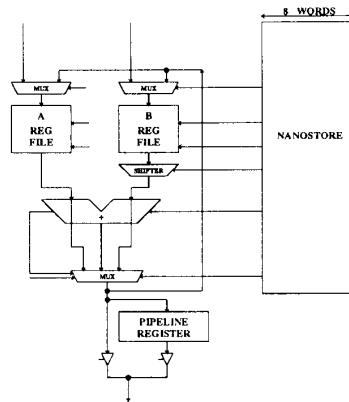 8 WORDS
MUX
MUX
A
REG
FILE
B
REG
FILE
NANOSTORE
SHIFTER
+
MUX
PIPELINE
REGISTER